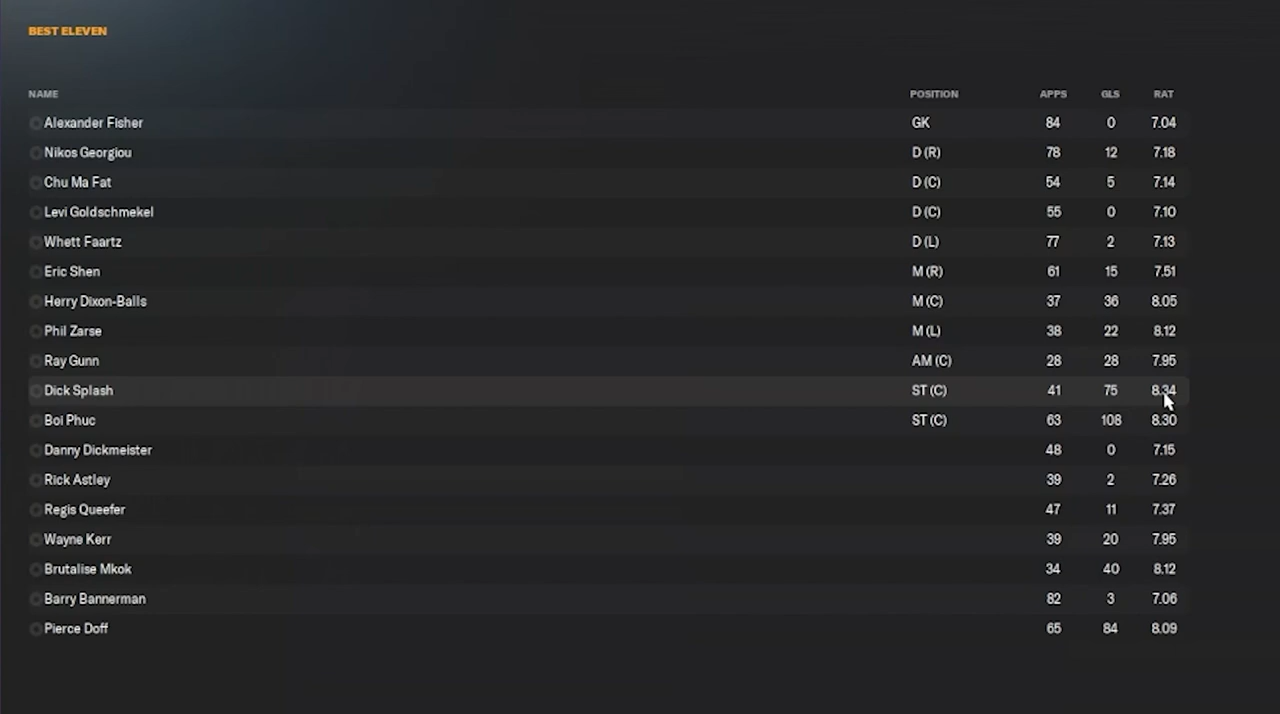 BEST ELEVEN
NAME POSITION APPS GLS RAT
Alexander Fisher GK 84 0 7.04
Nikos Georgiou D (R) 78 12 7.18
Chu Ma Fat D (C) 54 5 7.14
Levi Goldschmekel D (C) 55 0 7.10
Whett Faartz D (L) 77 2 7.13
Eric Shen M (R) 61 15 7.51
Herry Dixon-Balls M (C) 37 36 8.05
Phil Zarse M (L) 38 22 8.12
Ray Gunn AM (C) 28 28 7.95
Dick Splash ST (C) 41 75 8.34
Boi Phuc ST (C) 63 108 8.30
Danny Dickmeister 48 0 7.15
Rick Astley 39 2 7.26
Regis Queefer 47 11 7.37
Wayne Kerr 39 20 7.95
Brutalise Mkok 34 40 8.12
Barry Bannerman 82 3 7.06
Pierce Doff 65 84 8.09